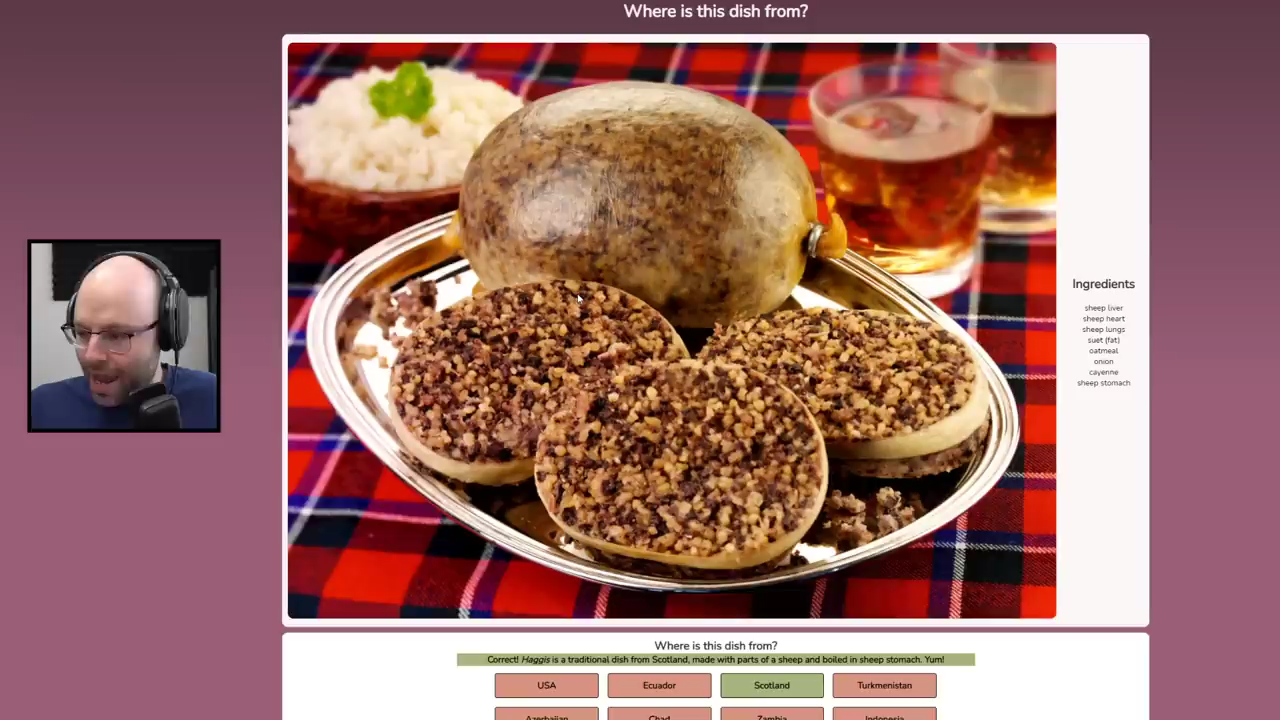 Where is this dish from?
Ingredients
sheep liver
sheep heart
sheep lungs
suet (fat)
oatmeal
onion
cayenne
sheep stomach
Where is this dish from?
Correct! Haggis is a traditional dish from Scotland, made with parts of a sheep and boiled in sheep stomach. Yum!
USA Ecuador Scotland Turkmenistan
Azerbaijan Chad Zambia Indonesia